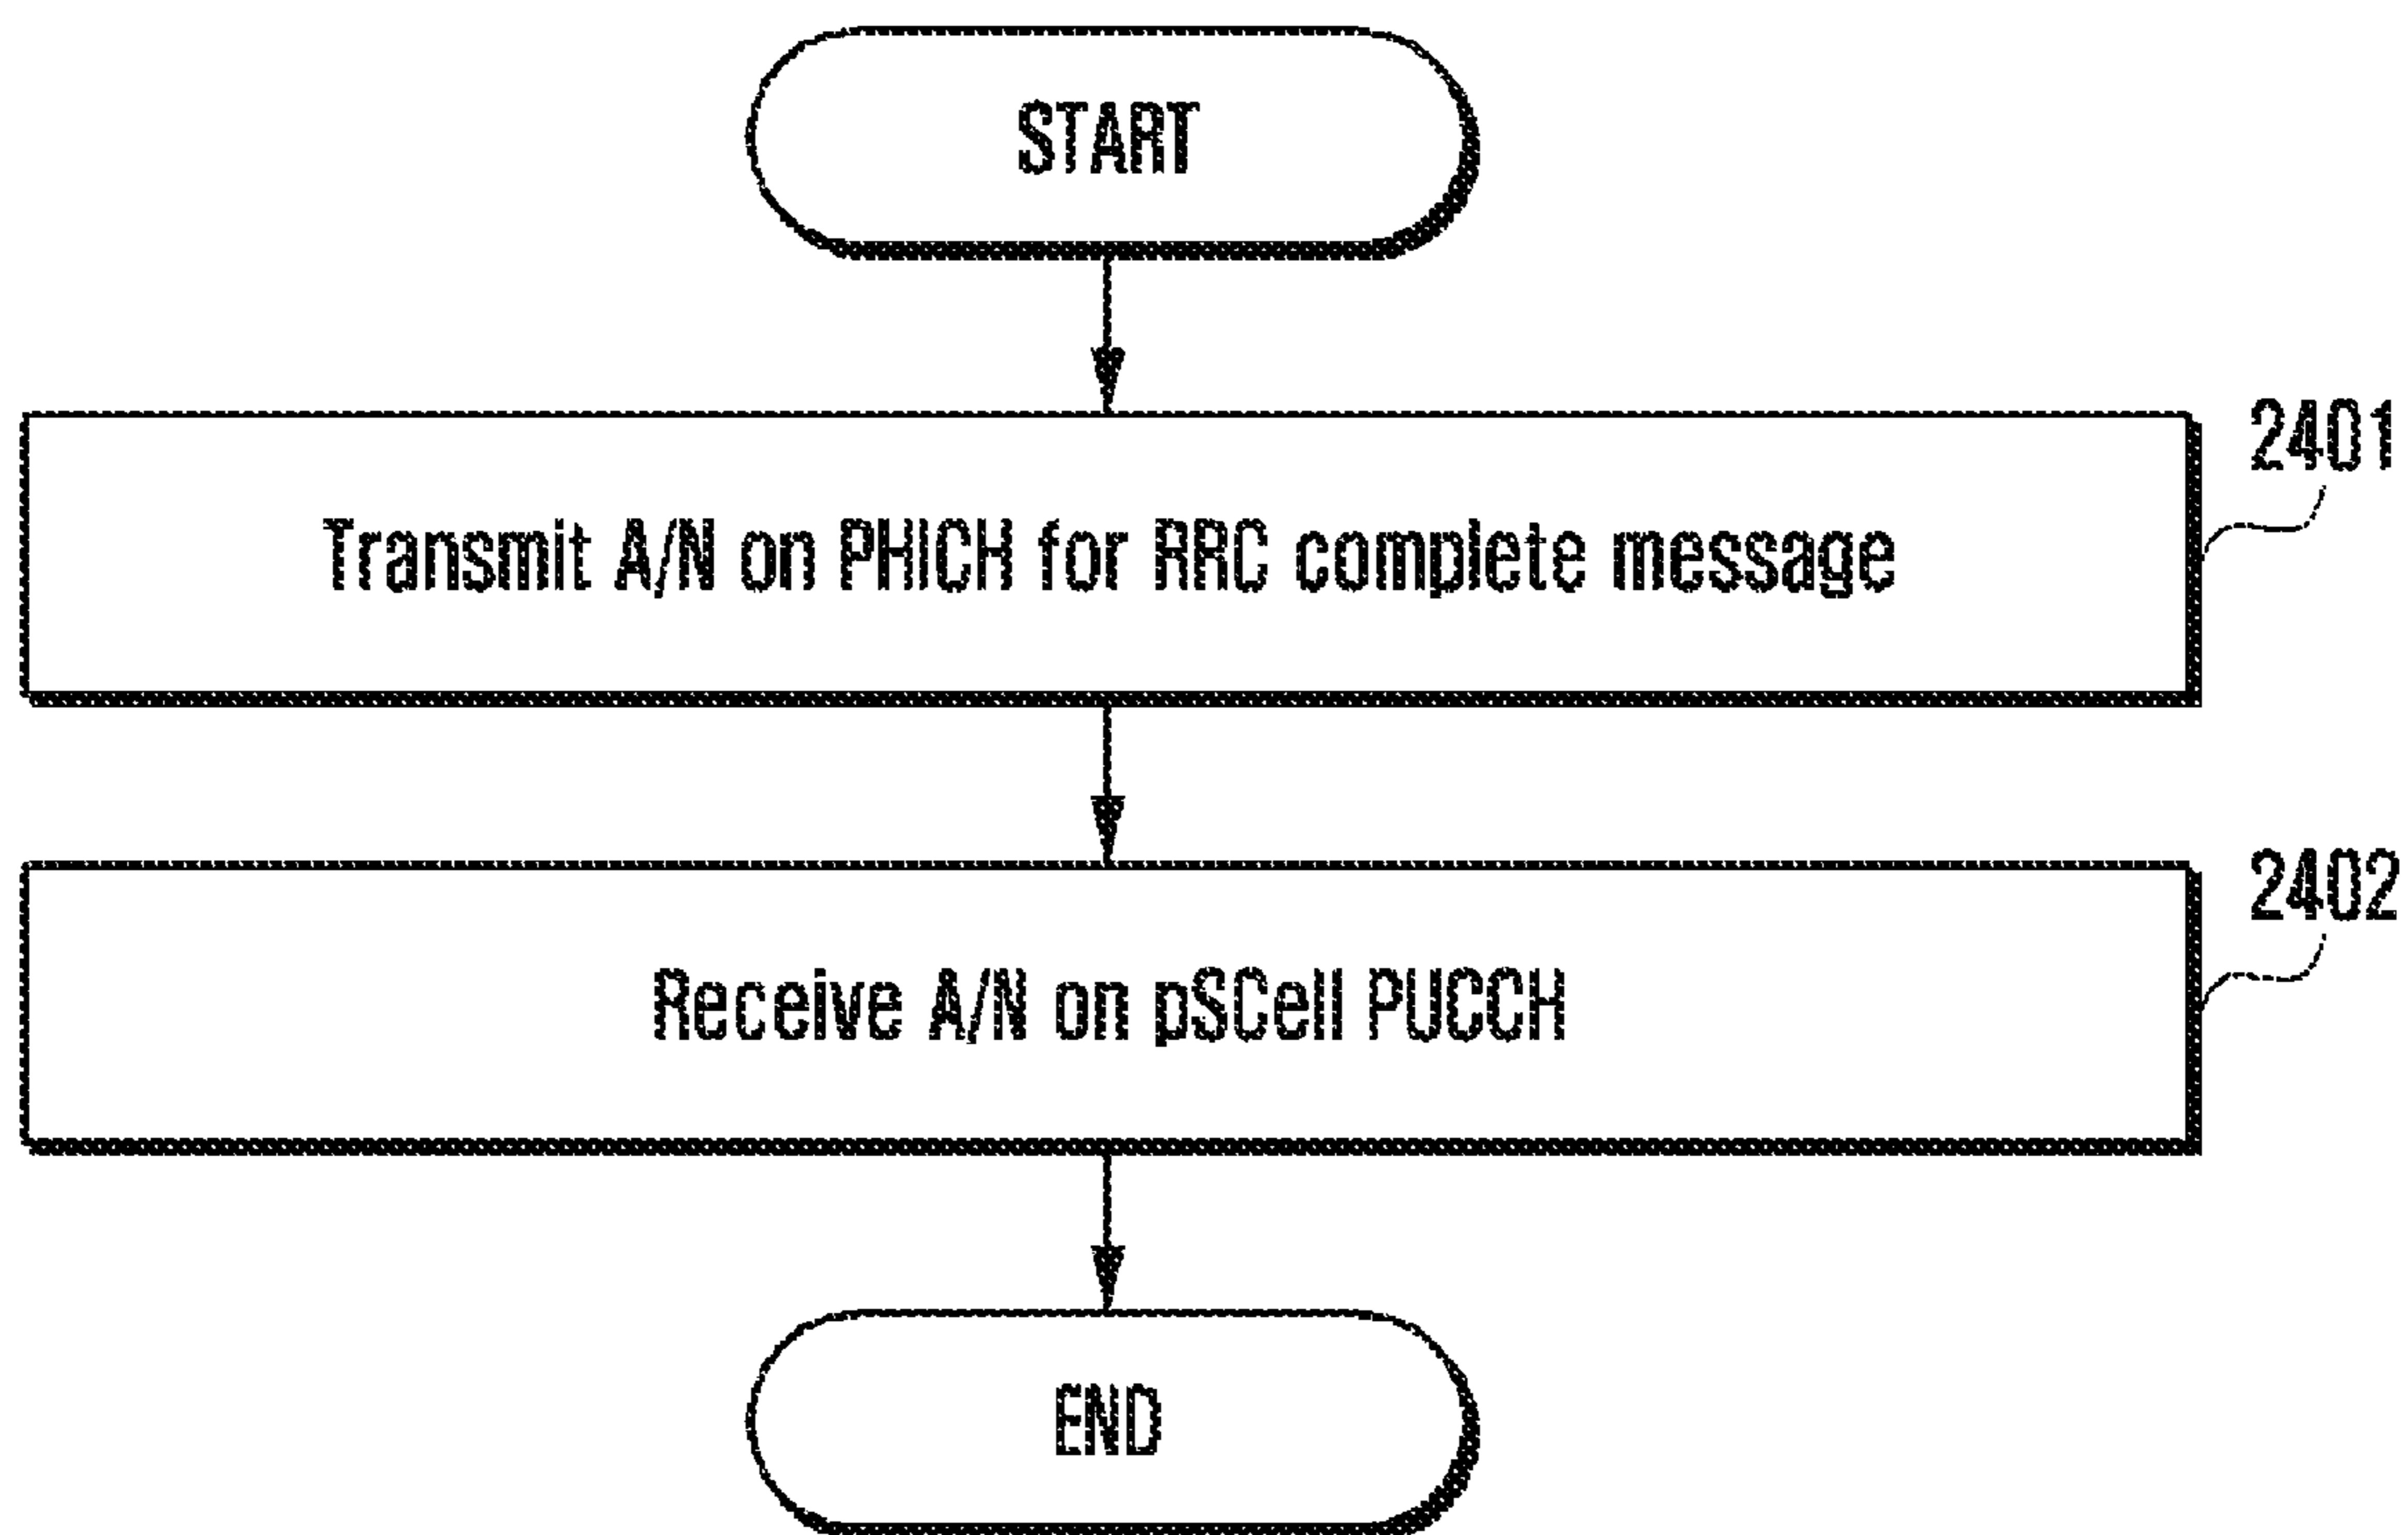 START
2401
Transmit A/N on PHICH for RRC complete message
2402
Receive A/N on pSCell PUCCH
END